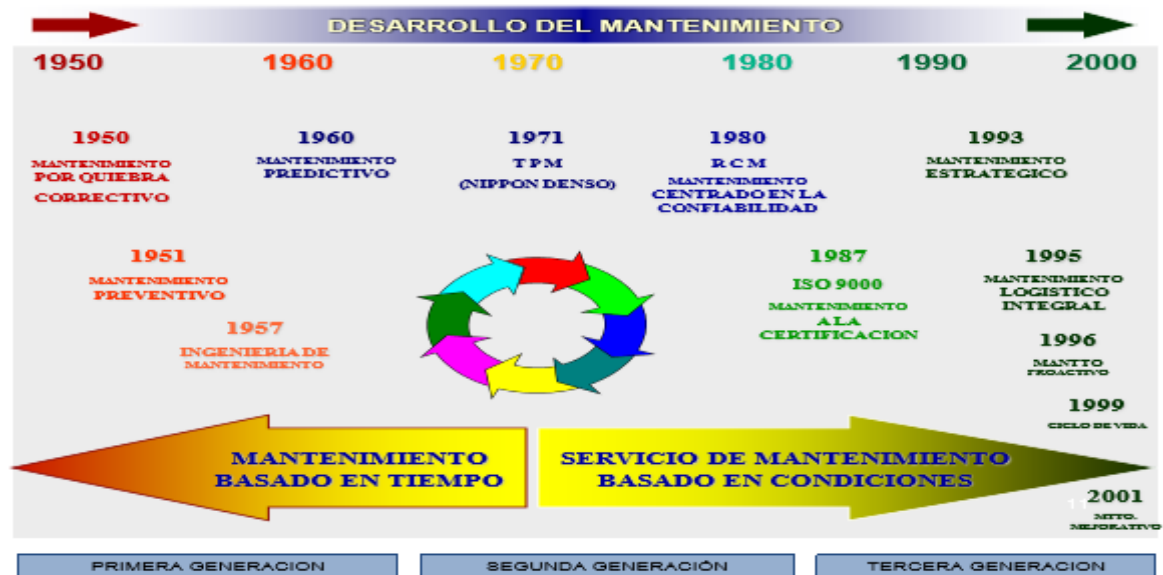 DESARROLLO DEL MANTENIMIENTO
1950
1960
1970
1980
1990
2000
1950
MANTENIMIENTO
POR QUIEBRA
CORRECTIVO
1960
MANTENIMIENTO
PREDICTIVO
1971
T P M
(NIPPON DENSO)
1980
R C M
MANTENIMIENTO
CENTRADO EN LA
CONFIABILIDAD
1993
MANTENIMIENTO
ESTRATEGICO
1951
MANTENIMIENTO
PREVENTIVO
1957
INGENIERIA DE
MANTENIMIENTO
1987
ISO 9000
MANTENIMIENTO
A LA
CERTIFICACION
1995
MANTENIMIENTO
LOGISTICO
INTEGRAL
1996
MANTTO
PROACTIVO
1999
CICLO DE VIDA
MANTENIMIENTO
BASADO EN TIEMPO
SERVICIO DE MANTENIMIENTO
BASADO EN CONDICIONES
11
2001
MTTO.
MEJORATIVO
PRIMERA GENERACION
SEGUNDA GENERACIÓN
TERCERA GENERACION